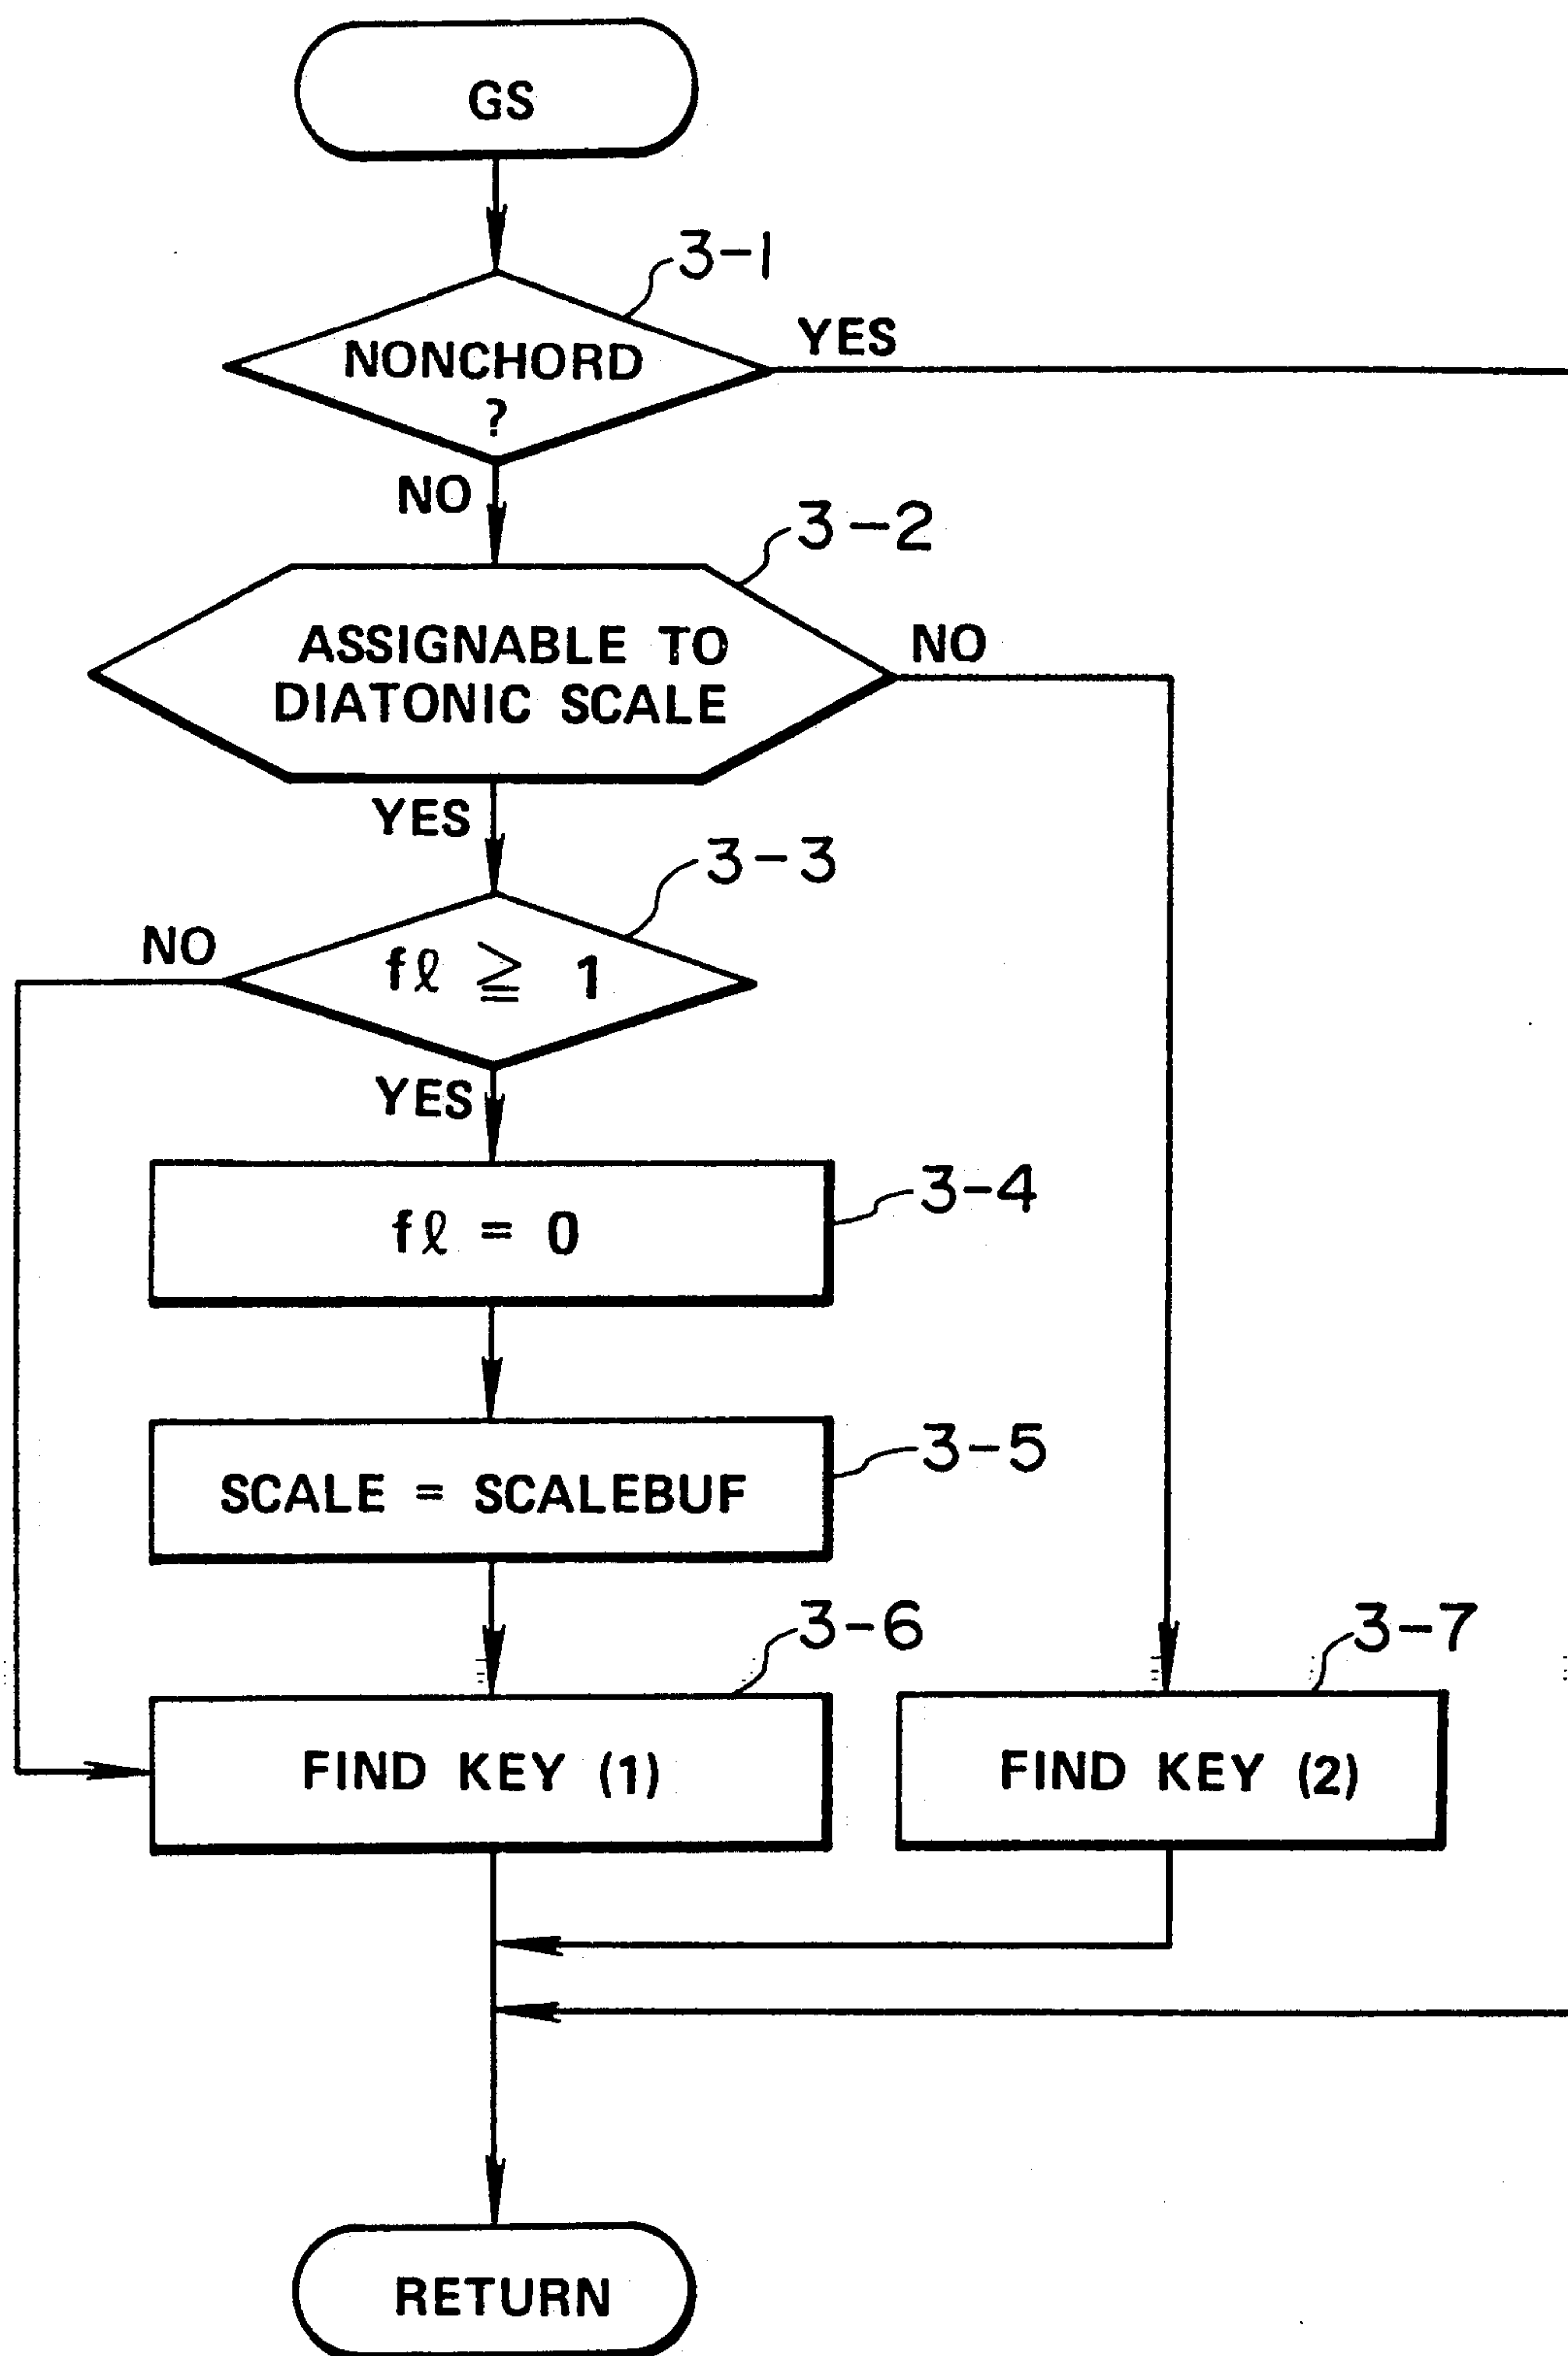 GS
3-1
NONCHORD
?
YES
NO
3-2
ASSIGNABLE TO
DIATONIC SCALE
NO
YES
3-3
NO
fℓ ≧ 1
YES
3-4
fℓ = 0
3-5
SCALE = SCALEBUF
3-6
3-7
FIND KEY (1)
FIND KEY (2)
RETURN